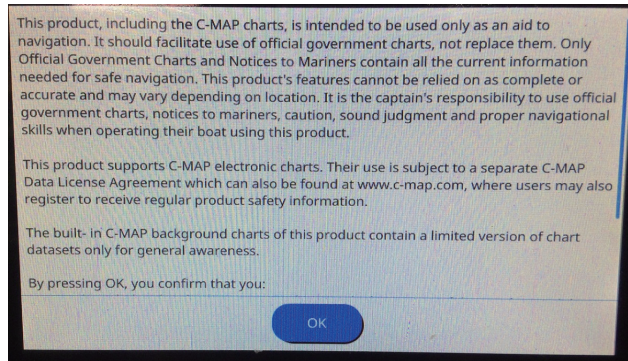 This product, including the C-MAP charts, is intended to be used only as an aid to
navigation. It should facilitate use of official government charts, not replace them. Only
Official Government Charts and Notices to Mariners contain all the current information
needed for safe navigation. This product's features cannot be relied on as complete or
accurate and may vary depending on location. It is the captain's responsibility to use official
government charts, notices to mariners, caution, sound judgment and proper navigational
skills when operating their boat using this product.
This product supports C-MAP electronic charts. Their use is subject to a separate C-MAP
Data License Agreement which can also be found at www.c-map.com, where users may also
register to receive regular product safety information.
The built- in C-MAP background charts of this product contain a limited version of chart
datasets only for general awareness.
By pressing OK, you confirm that you:
OK